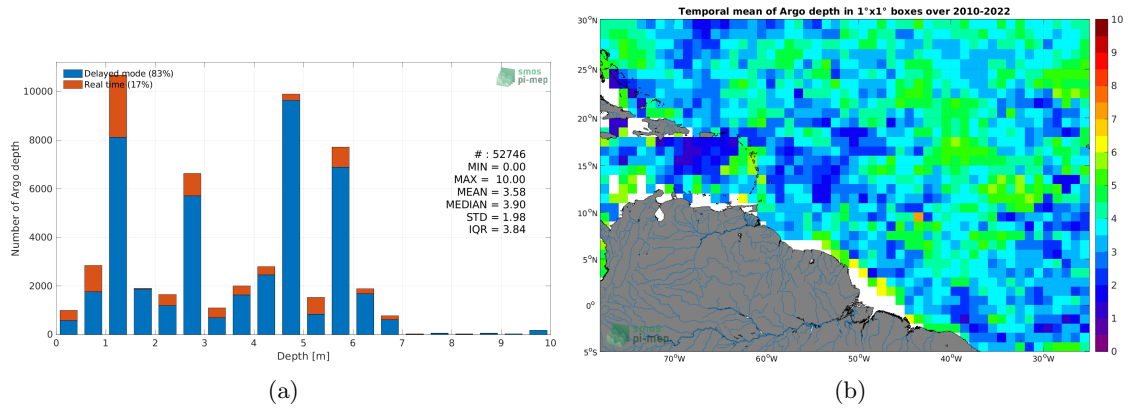 Delayed mode (83%)
Real time (17%)
smos
pi-mep
Number of Argo depth
10000
8000
6000
4000
2000
0
# : 52746
MIN = 0.00
MAX = 10.00
MEAN = 3.58
MEDIAN = 3.90
STD = 1.98
IQR = 3.84
0 1 2 3 4 5 6 7 8 9 10
Depth [m]
(a)
Temporal mean of Argo depth in 1°x1° boxes over 2010-2022
30°N
25°N
20°N
15°N
10°N
5°N
0°
5°S
70°W 60°W 50°W 40°W 30°W
smos
pi-mep
10
9
8
7
6
5
4
3
2
1
0
(b)